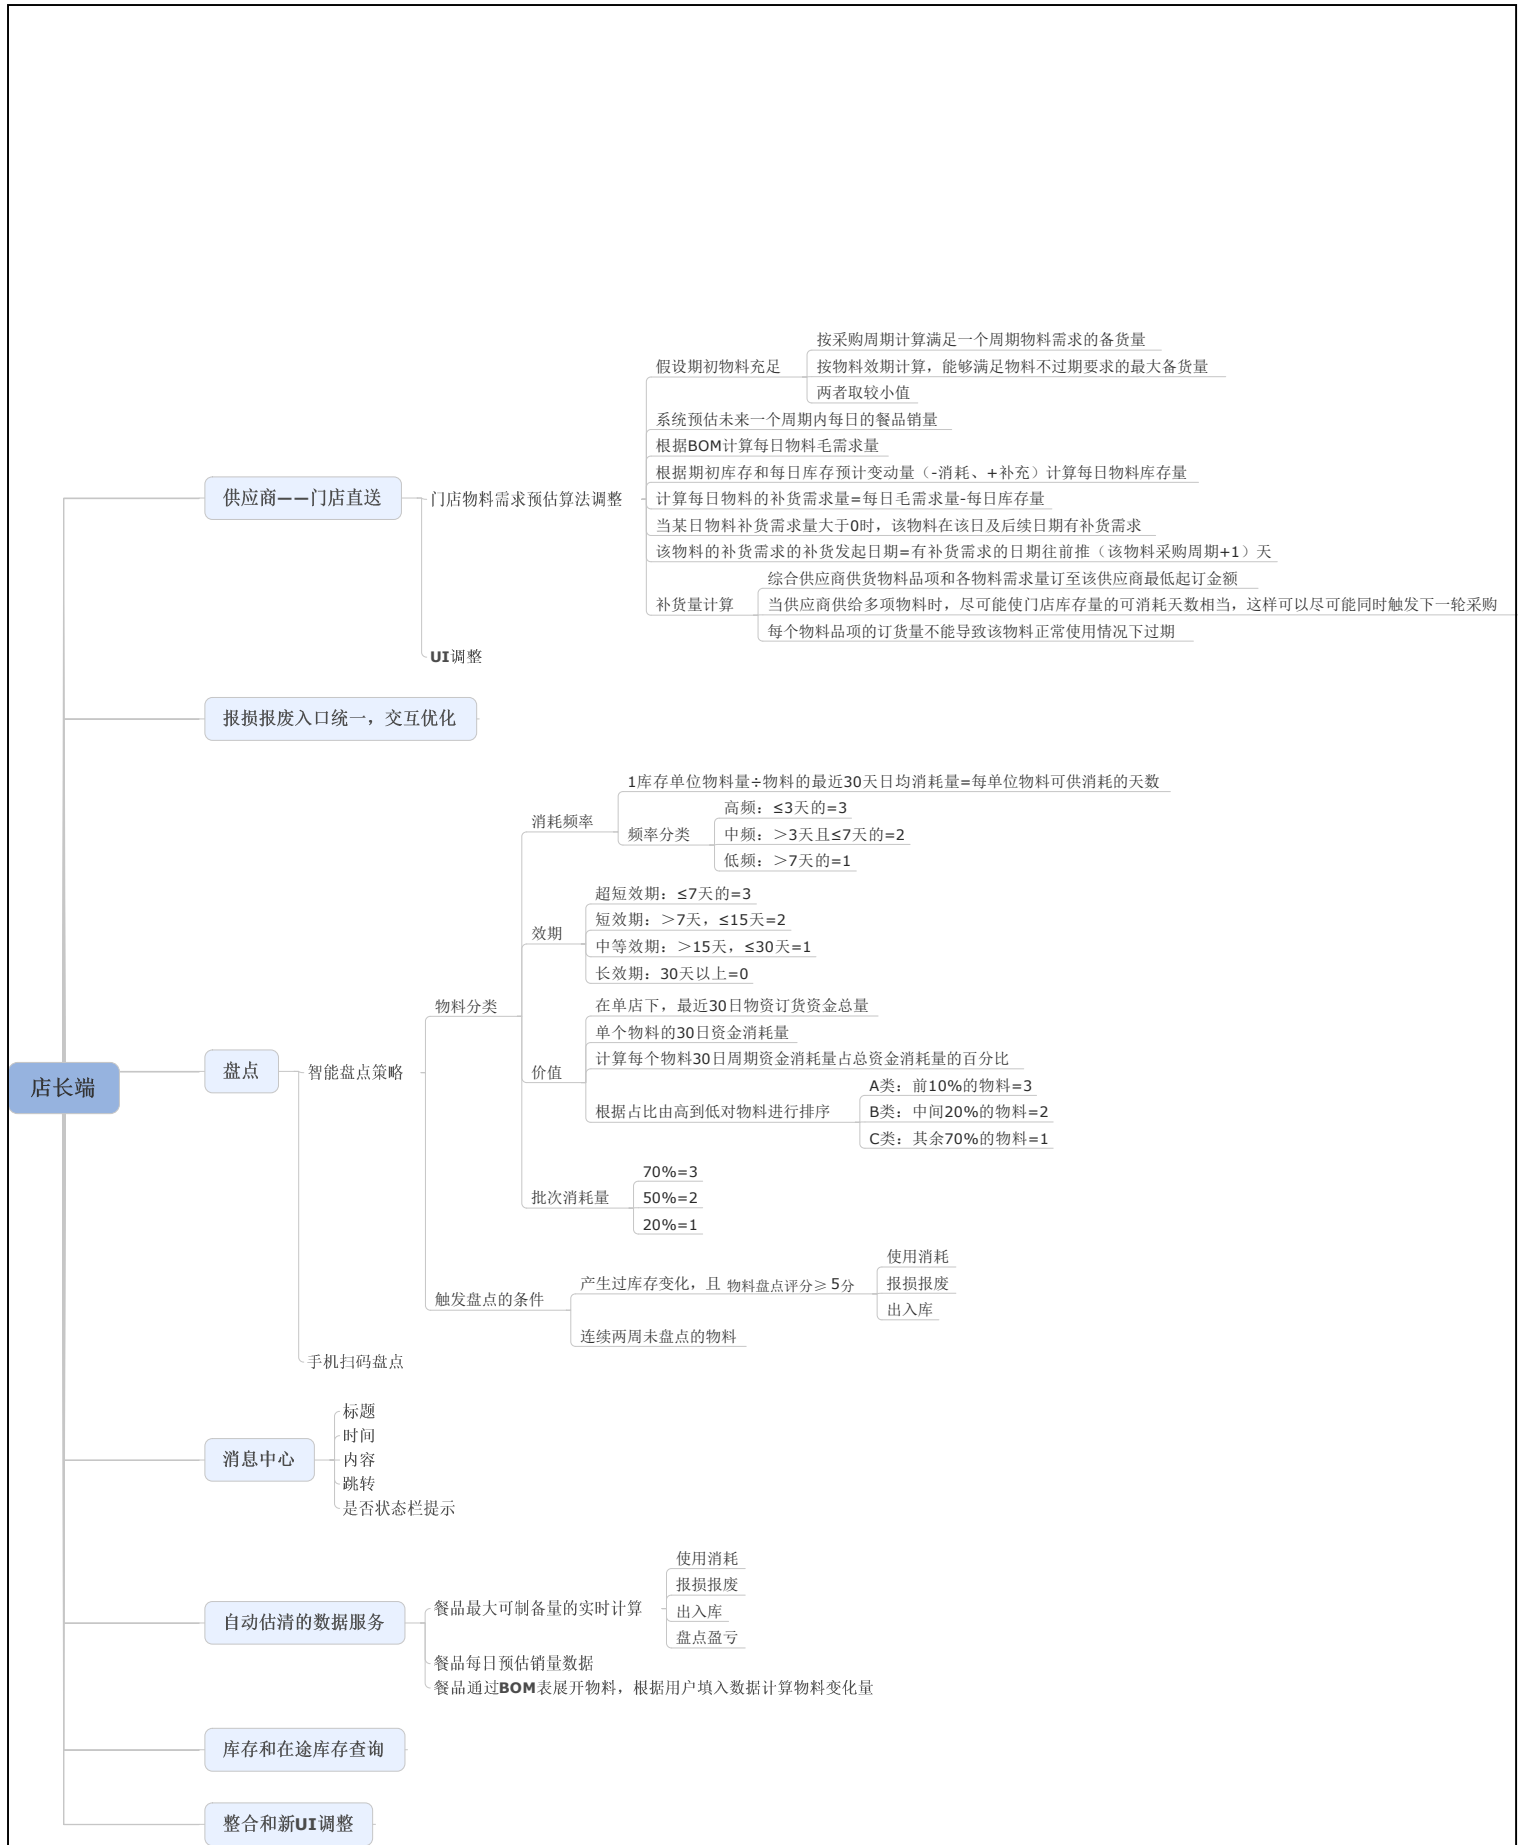 店长端
供应商——门店直送
门店物料需求预估算法调整
假设期初物料充足
按采购周期计算满足一个周期物料需求的备货量
按物料效期计算，能够满足物料不过期要求的最大备货量
两者取较小值
系统预估未来一个周期内每日的餐品销量
根据BOM计算每日物料毛需求量
根据期初库存和每日库存预计变动量（-消耗、+补充）计算每日物料库存量
计算每日物料的补货需求量=每日毛需求量-每日库存量
当某日物料补货需求量大于0时，该物料在该日及后续日期有补货需求
该物料的补货需求的补货发起日期=有补货需求的日期往前推（该物料采购周期+1）天
补货量计算
综合供应商供货物料品项和各物料需求量订至该供应商最低起订金额
当供应商供给多项物料时，尽可能使门店库存量的可消耗天数相当，这样可以尽可能同时触发下一轮采购
每个物料品项的订货量不能导致该物料正常使用情况下过期
UI调整
报损报废入口统一，交互优化
盘点
智能盘点策略
物料分类
消耗频率
1库存单位物料量÷物料的最近30天日均消耗量=每单位物料可供消耗的天数
频率分类
高频：≤3天的=3
中频：＞3天且≤7天的=2
低频：＞7天的=1
效期
超短效期：≤7天的=3
短效期：＞7天，≤15天=2
中等效期：＞15天，≤30天=1
长效期：30天以上=0
价值
在单店下，最近30日物资订货资金总量
单个物料的30日资金消耗量
计算每个物料30日周期资金消耗量占总资金消耗量的百分比
根据占比由高到低对物料进行排序
A类：前10%的物料=3
B类：中间20%的物料=2
C类：其余70%的物料=1
批次消耗量
70%=3
50%=2
20%=1
触发盘点的条件
产生过库存变化，且 物料盘点评分≥ 5分
使用消耗
报损报废
出入库
连续两周未盘点的物料
手机扫码盘点
消息中心
标题
时间
内容
跳转
是否状态栏提示
自动估清的数据服务
餐品最大可制备量的实时计算
使用消耗
报损报废
出入库
盘点盈亏
餐品每日预估销量数据
餐品通过BOM表展开物料，根据用户填入数据计算物料变化量
库存和在途库存查询
整合和新UI调整